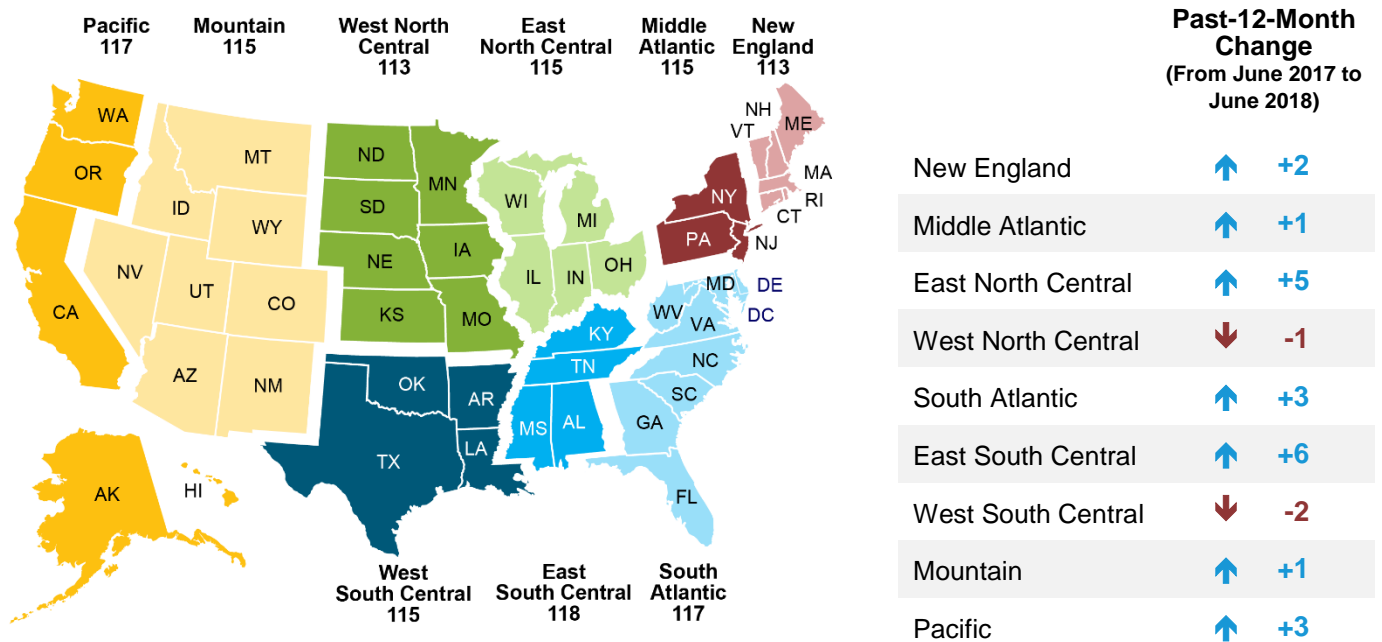 Pacific
117
Mountain
115
West North
Central
113
East
North Central
115
Middle
Atlantic
115
New
England
113
WA
OR
CA
AK
HI
MT
ID
WY
NV
UT
CO
AZ
NM
ND
SD
NE
KS
MN
IA
MO
WI
MI
IL
IN
OH
NY
PA
NJ
NH
VT
ME
MA
RI
CT
DE
DC
MD
WV
VA
NC
SC
GA
FL
KY
TN
MS
AL
OK
AR
TX
LA
West
South Central
115
East
South Central
118
South
Atlantic
117
Past-12-Month
Change
(From June 2017 to
June 2018)
New England +2
Middle Atlantic +1
East North Central +5
West North Central -1
South Atlantic +3
East South Central +6
West South Central -2
Mountain +1
Pacific +3